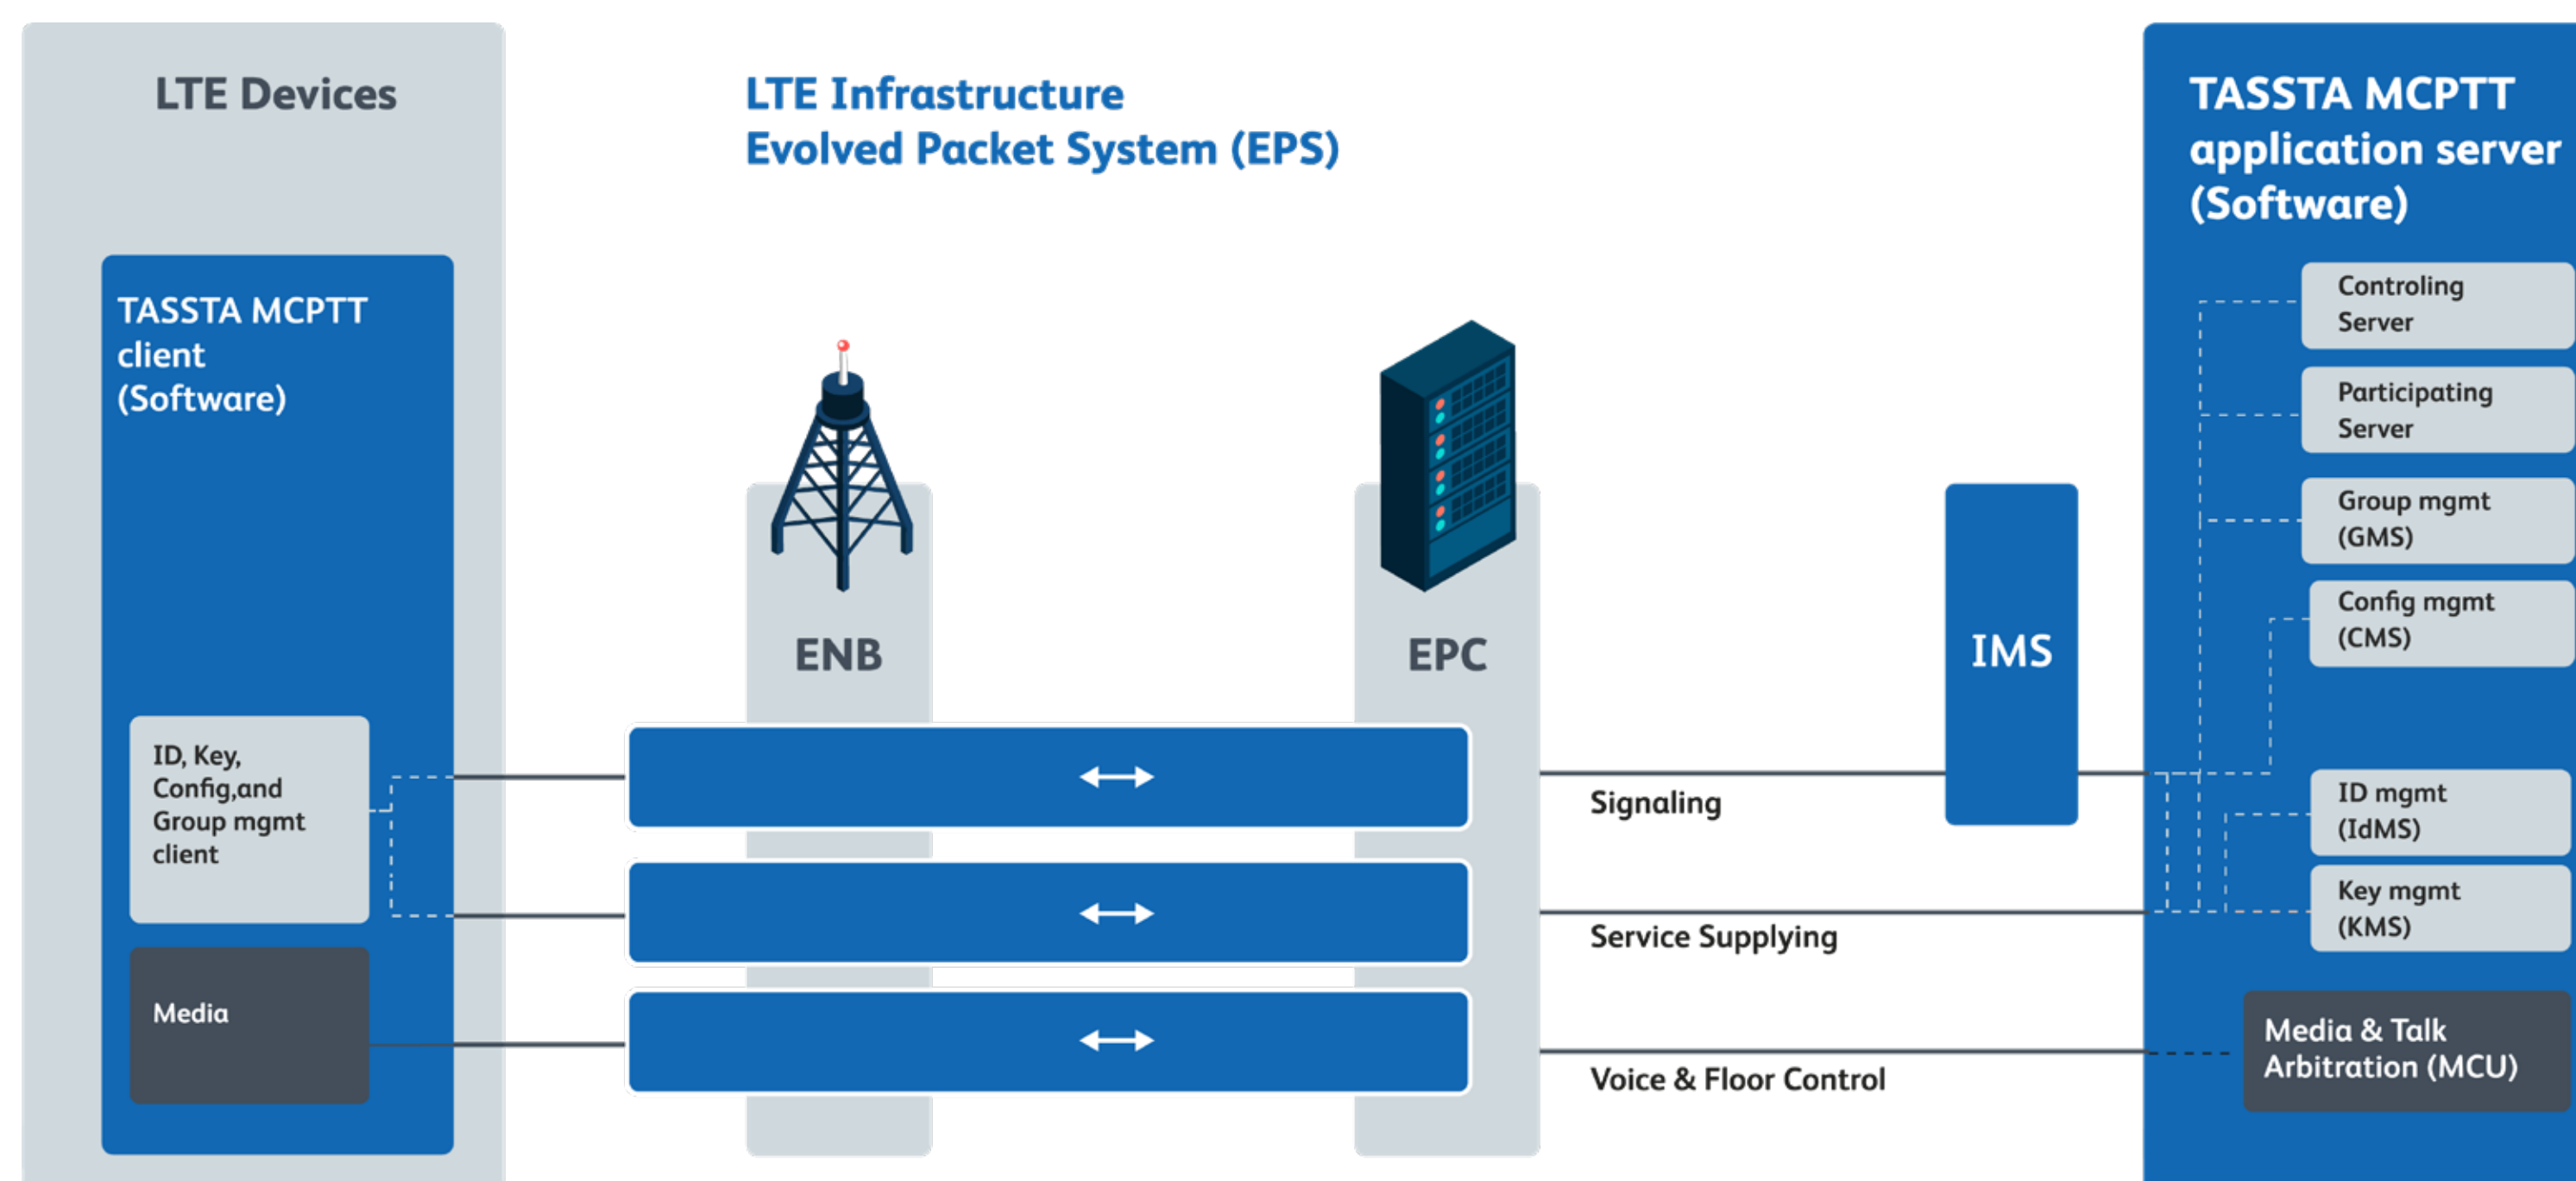 LTE Devices
TASSTA MCPTT
client
(Software)
ID, Key,
Config,and
Group mgmt
client
Media
LTE Infrastructure
Evolved Packet System (EPS)
ENB
EPC
Signaling
Service Supplying
Voice & Floor Control
IMS
TASSTA MCPTT
application server
(Software)
Controling
Server
Participating
Server
Group mgmt
(GMS)
Config mgmt
(CMS)
ID mgmt
(IdMS)
Key mgmt
(KMS)
Media & Talk
Arbitration (MCU)